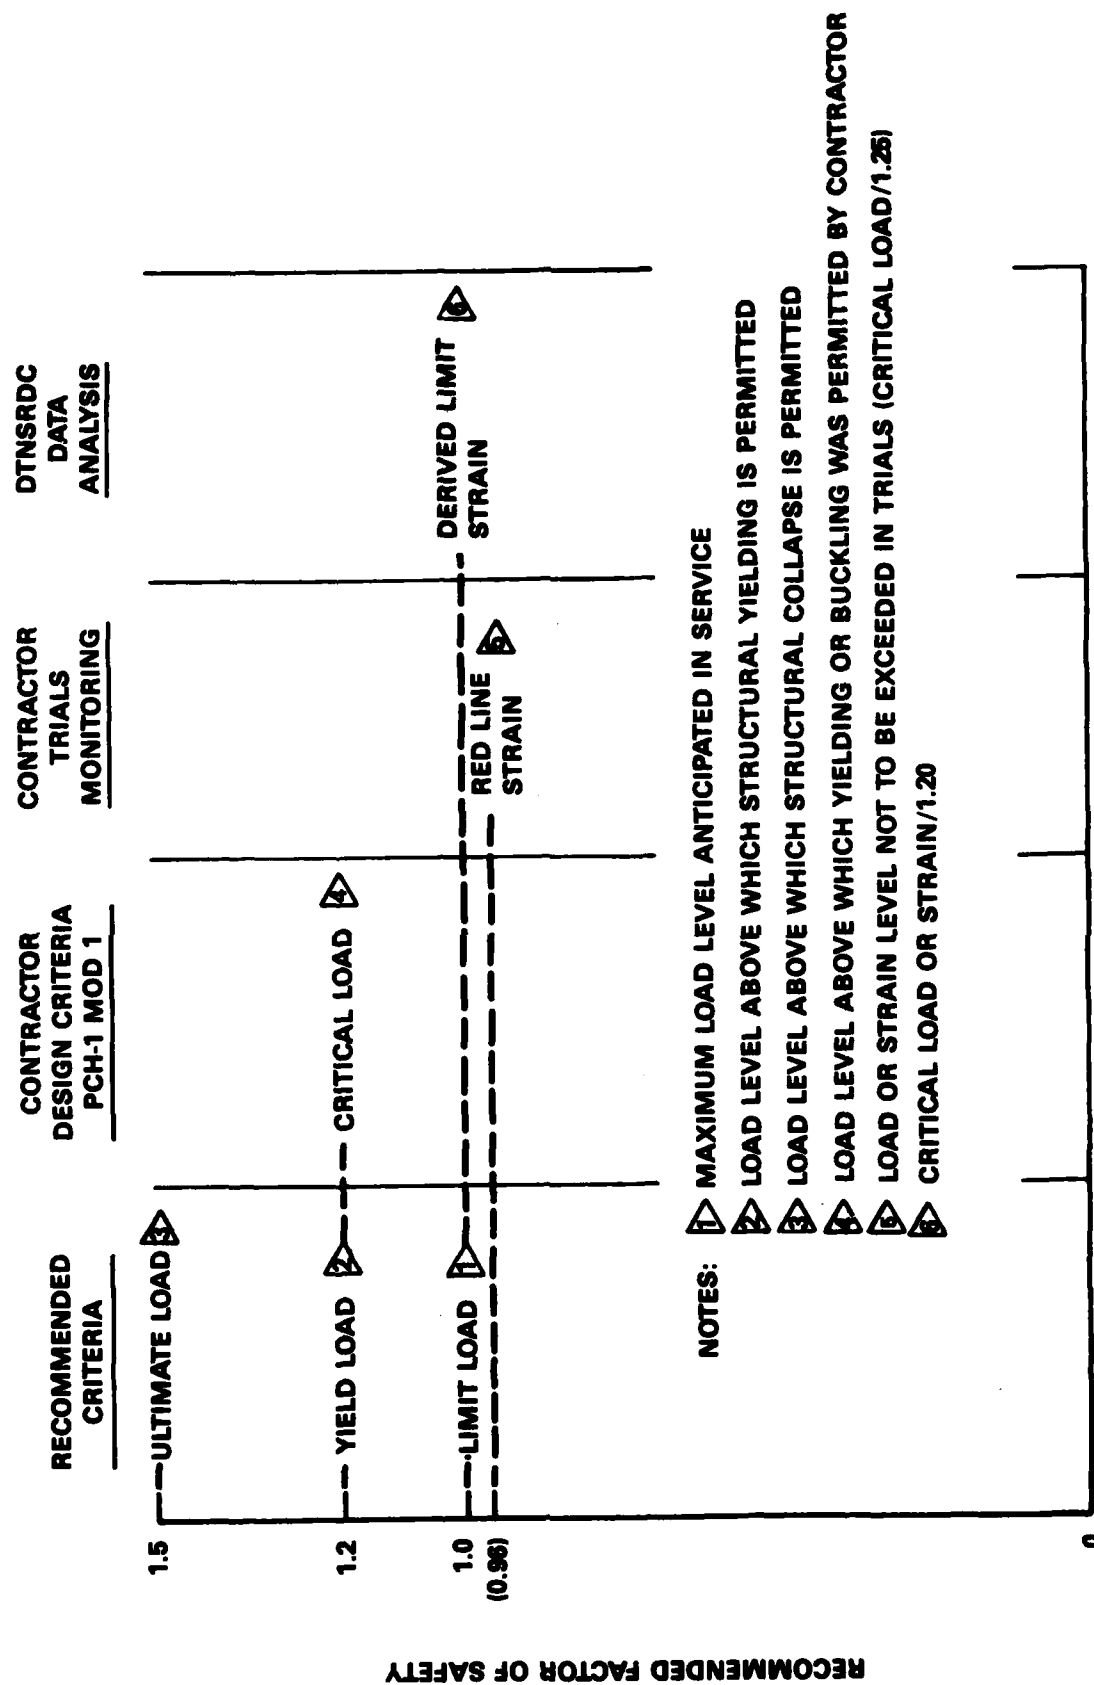 RECOMMENDED
CRITERIA
CONTRACTOR
DESIGN CRITERIA
PCH-1 MOD 1
CONTRACTOR
TRIALS
MONITORING
DTNSRDC
DATA
ANALYSIS
RECOMMENDED FACTOR OF SAFETY
1.5
ULTIMATE LOAD 3
1.2
YIELD LOAD 2
CRITICAL LOAD 4
1.0
LIMIT LOAD 1
DERIVED LIMIT
STRAIN
6
(0.96)
RED LINE
STRAIN
5
0
NOTES:
1 MAXIMUM LOAD LEVEL ANTICIPATED IN SERVICE
2 LOAD LEVEL ABOVE WHICH STRUCTURAL YIELDING IS PERMITTED
3 LOAD LEVEL ABOVE WHICH STRUCTURAL COLLAPSE IS PERMITTED
4 LOAD LEVEL ABOVE WHICH YIELDING OR BUCKLING WAS PERMITTED BY CONTRACTOR
5 LOAD OR STRAIN LEVEL NOT TO BE EXCEEDED IN TRIALS (CRITICAL LOAD/1.25)
6 CRITICAL LOAD OR STRAIN/1.20